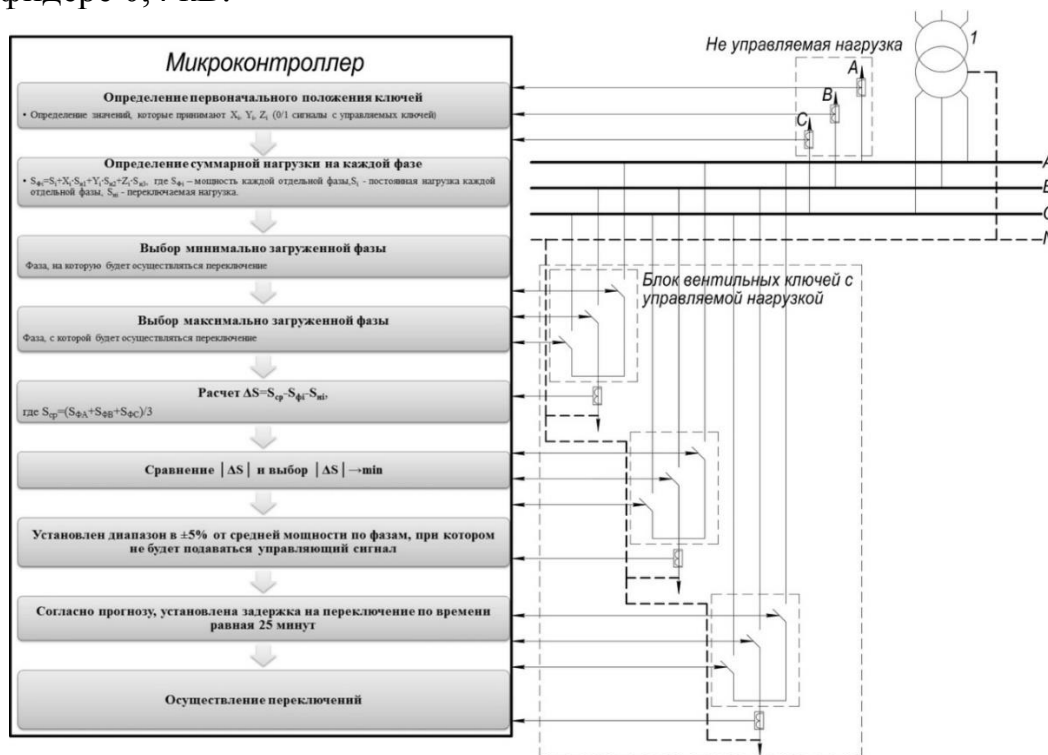 фидере 0,4 кВ.
Микроконтроллер
Определение первоначального положения ключей
• Определение значений, которые принимают Xi, Yi, Zi (0/1 сигналы с управляемых ключей)
Определение суммарной нагрузки на каждой фазе
• SФi=Si+Xi·Sн1+Yi·Sн2+Zi·Sн3, где SФi – мощность каждой отдельной фазы, Si - постоянная нагрузка каждой
отдельной фазы, Sнi - переключаемая нагрузка.
Выбор минимально загруженной фазы
Фаза, на которую будет осуществляться переключение
Выбор максимально загруженной фазы
Фаза, с которой будет осуществляться переключение
Расчет ΔS=Sср-SФi-Sнi,
где Sср=(SФА+SФВ+SФС)/3
Сравнение |ΔS| и выбор |ΔS|→min
Установлен диапазон в ±5% от средней мощности по фазам, при котором
не будет подаваться управляющий сигнал
Согласно прогнозу, установлена задержка на переключение по времени
равная 25 минут
Осуществление переключений
Не управляемая нагрузка
1
A
B
C
Блок вентильных ключей с
управляемой нагрузкой